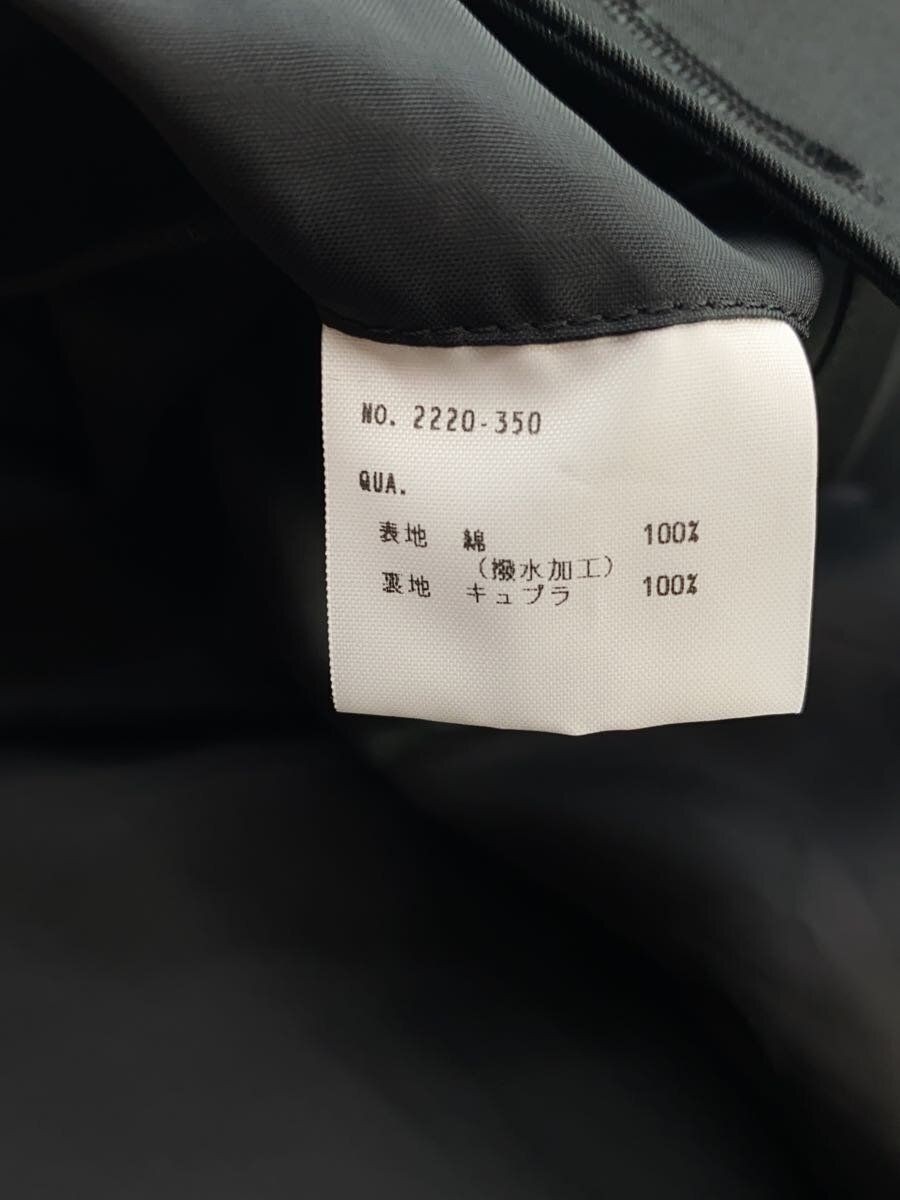 NO. 2220-350
QUA.
表地 綿 100%
(撥水加工)
裏地 キュプラ 100%